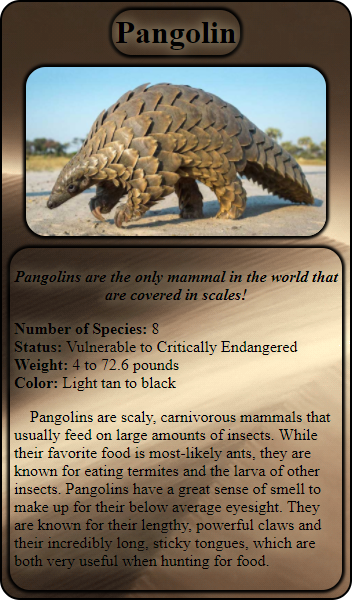 Pangolin
Pangolins are the only mammal in the world that
are covered in scales!
Number of Species: 8
Status: Vulnerable to Critically Endangered
Weight: 4 to 72.6 pounds
Color: Light tan to black
Pangolins are scaly, carnivorous mammals that
usually feed on large amounts of insects. While
their favorite food is most-likely ants, they are
known for eating termites and the larva of other
insects. Pangolins have a great sense of smell to
make up for their below average eyesight. They
are known for their lengthy, powerful claws and
their incredibly long, sticky tongues, which are
both very useful when hunting for food.